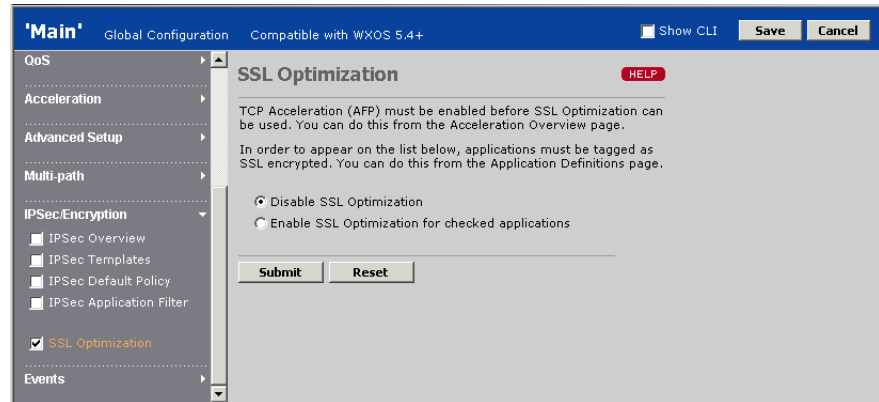 'Main' Global Configuration Compatible with WXOS 5.4+ Show CLI Save Cancel
QoS
Acceleration
Advanced Setup
Multi-path
IPSec/Encryption
IPSec Overview
IPSec Templates
IPSec Default Policy
IPSec Application Filter
SSL Optimization
Events
SSL Optimization HELP
TCP Acceleration (AFP) must be enabled before SSL Optimization can
be used. You can do this from the Acceleration Overview page.
In order to appear on the list below, applications must be tagged as
SSL encrypted. You can do this from the Application Definitions page.
Disable SSL Optimization
Enable SSL Optimization for checked applications
Submit Reset